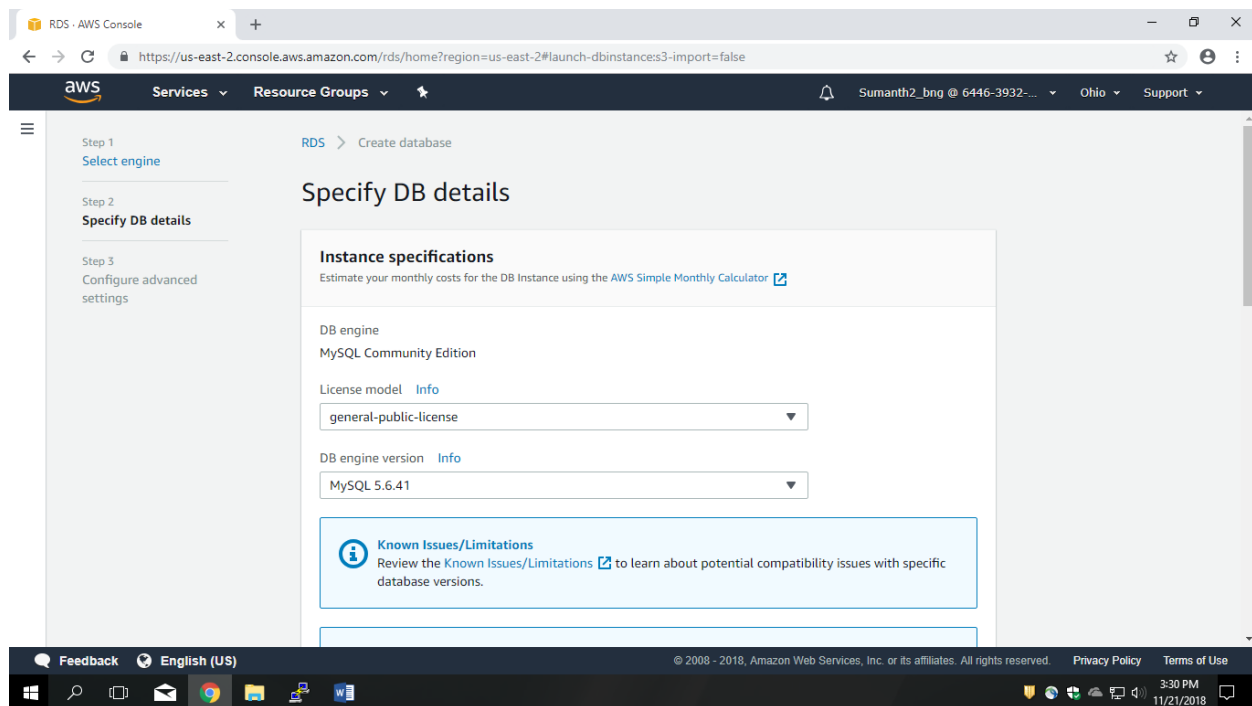 RDS · AWS Console
https://us-east-2.console.aws.amazon.com/rds/home?region=us-east-2#launch-dbinstance:s3-import=false
aws
Services
Resource Groups
Sumanth2_bng @ 6446-3932-...
Ohio
Support
Step 1
Select engine
Step 2
Specify DB details
Step 3
Configure advanced
settings
RDS > Create database
Specify DB details
Instance specifications
Estimate your monthly costs for the DB Instance using the AWS Simple Monthly Calculator
DB engine
MySQL Community Edition
License model Info
general-public-license
DB engine version Info
MySQL 5.6.41
Known Issues/Limitations
Review the Known Issues/Limitations to learn about potential compatibility issues with specific
database versions.
Feedback
English (US)
© 2008 - 2018, Amazon Web Services, Inc. or its affiliates. All rights reserved.
Privacy Policy
Terms of Use
3:30 PM
11/21/2018